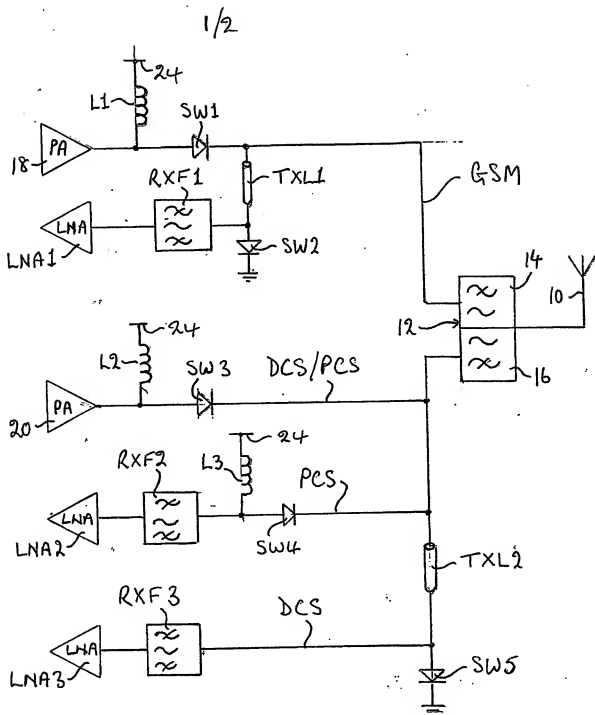 1/2
24
L1
SW1
PA
18
RXF1
TXL1
GSM
LNA
LNA1
SW2
14
10
12
16
24
L2
SW3
DCS/PCS
PA
20
24
RXF2
L3
PCS
LNA
LNA2
SW4
TXL2
RXF3
DCS
LNA
LNA3
SW5